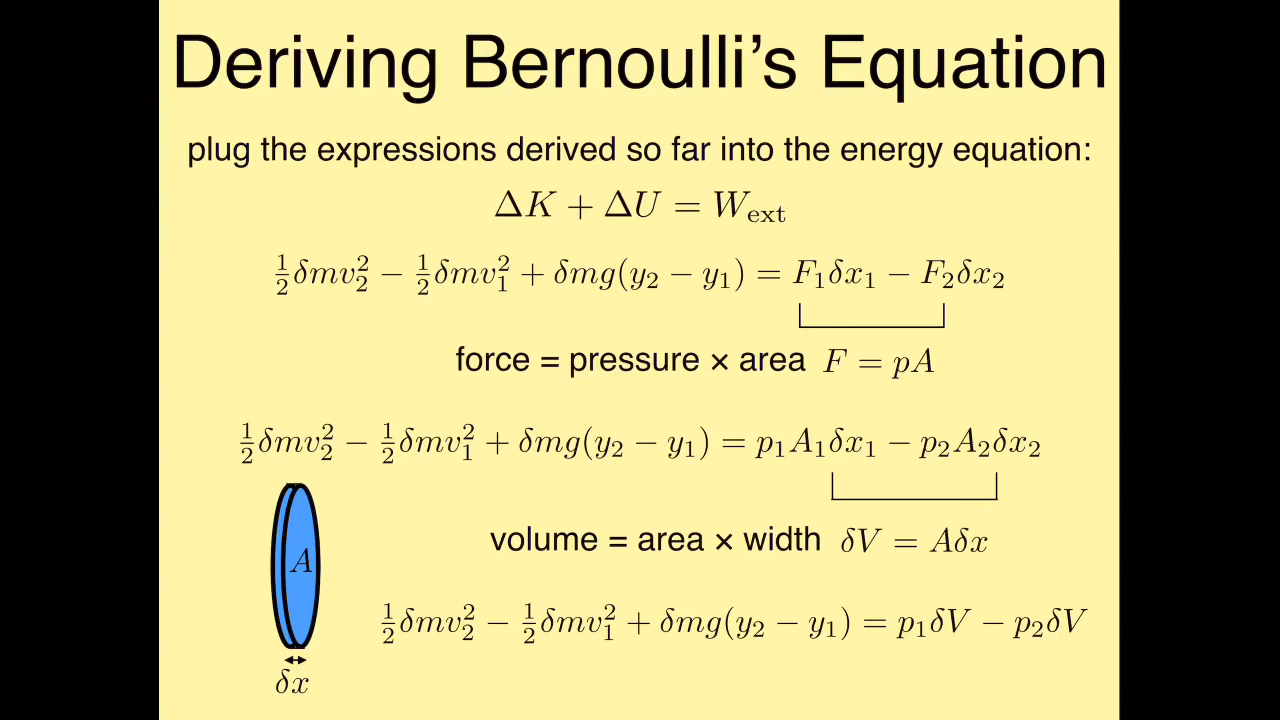 Deriving Bernoulli’s Equation
plug the expressions derived so far into the energy equation:
ΔK + ΔU = W_ext
½δmv₂² − ½δmv₁² + δmg(y₂ − y₁) = F₁δx₁ − F₂δx₂
force = pressure × area F = pA
½δmv₂² − ½δmv₁² + δmg(y₂ − y₁) = p₁A₁δx₁ − p₂A₂δx₂
volume = area × width δV = Aδx
A
½δmv₂² − ½δmv₁² + δmg(y₂ − y₁) = p₁δV − p₂δV
δx